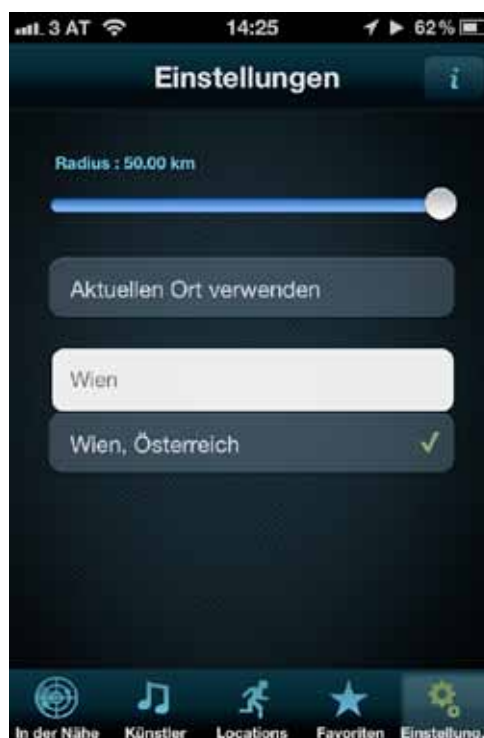 3 AT 14:25 62%
Einstellungen i
Radius : 50.00 km
Aktuellen Ort verwenden
Wien
Wien, Österreich
In der Nähe Künstler Locations Favoriten Einstellung.